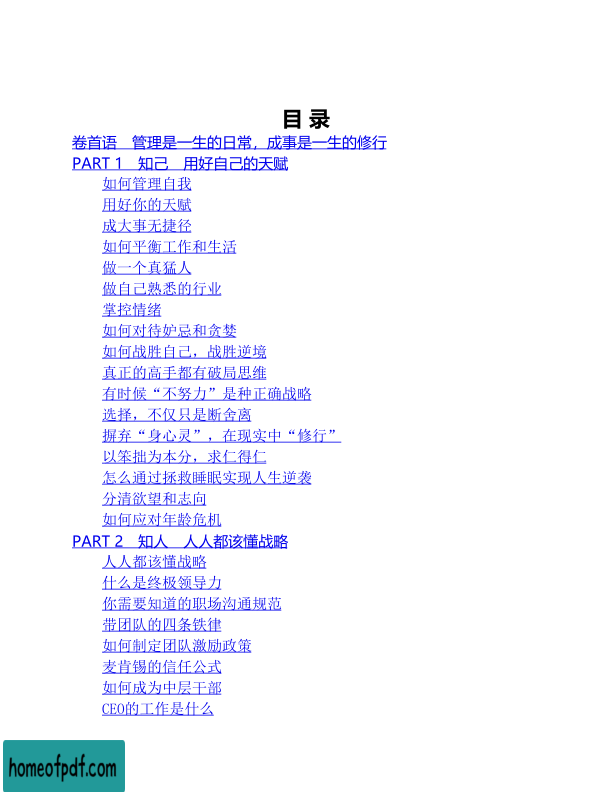 目 录
卷首语　管理是一生的日常，成事是一生的修行
PART 1　知己　用好自己的天赋
如何管理自我
用好你的天赋
成大事无捷径
如何平衡工作和生活
做一个真猛人
做自己熟悉的行业
掌控情绪
如何对待妒忌和贪婪
如何战胜自己，战胜逆境
真正的高手都有破局思维
有时候“不努力”是种正确战略
选择，不仅只是断舍离
摒弃“身心灵”，在现实中“修行”
以笨拙为本分，求仁得仁
怎么通过拯救睡眠实现人生逆袭
分清欲望和志向
如何应对年龄危机
PART 2　知人　人人都该懂战略
人人都该懂战略
什么是终极领导力
你需要知道的职场沟通规范
带团队的四条铁律
如何制定团队激励政策
麦肯锡的信任公式
如何成为中层干部
CEO的工作是什么
homeofpdf.com